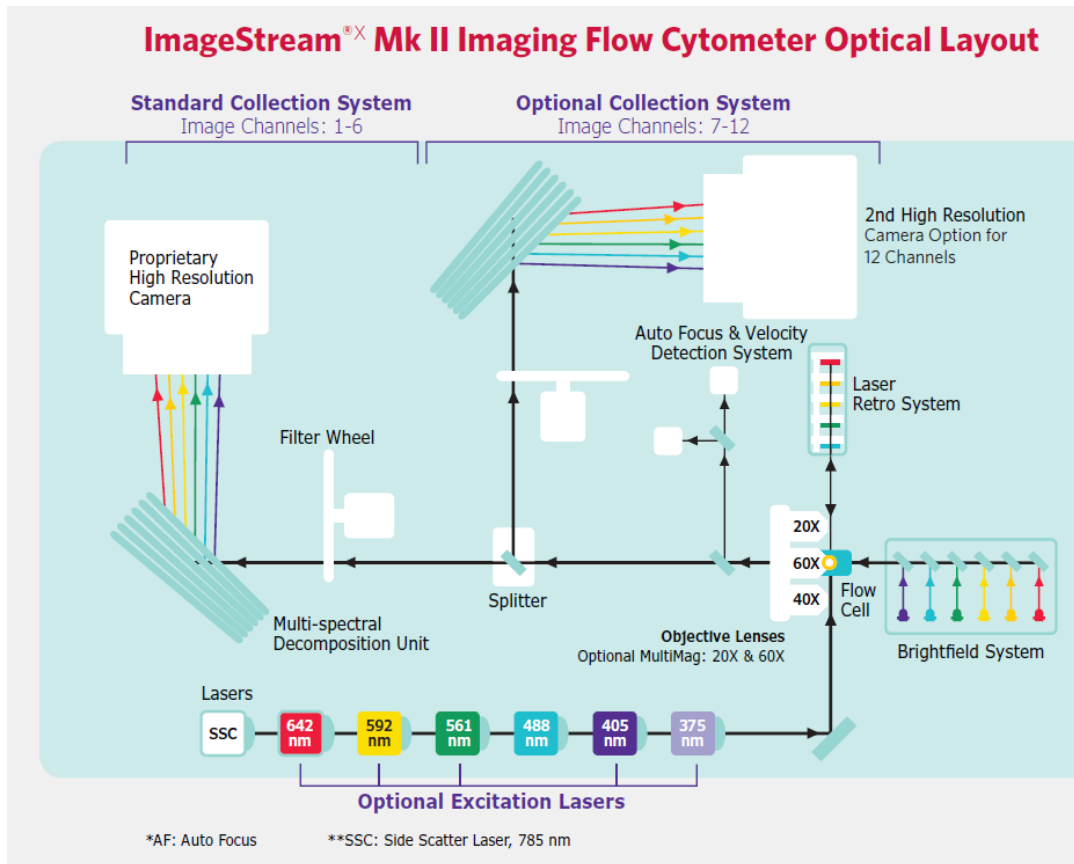 ImageStream®X Mk II Imaging Flow Cytometer Optical Layout
Standard Collection System
Image Channels: 1-6
Optional Collection System
Image Channels: 7-12
Proprietary
High Resolution
Camera
2nd High Resolution
Camera Option for
12 Channels
Auto Focus & Velocity
Detection System
Laser
Retro System
Filter Wheel
20X
60X
40X
Flow
Cell
Splitter
Multi-spectral
Decomposition Unit
Objective Lenses
Optional MultiMag: 20X & 60X
Brightfield System
Lasers
SSC
642
nm
592
nm
561
nm
488
nm
405
nm
375
nm
Optional Excitation Lasers
*AF: Auto Focus
**SSC: Side Scatter Laser, 785 nm